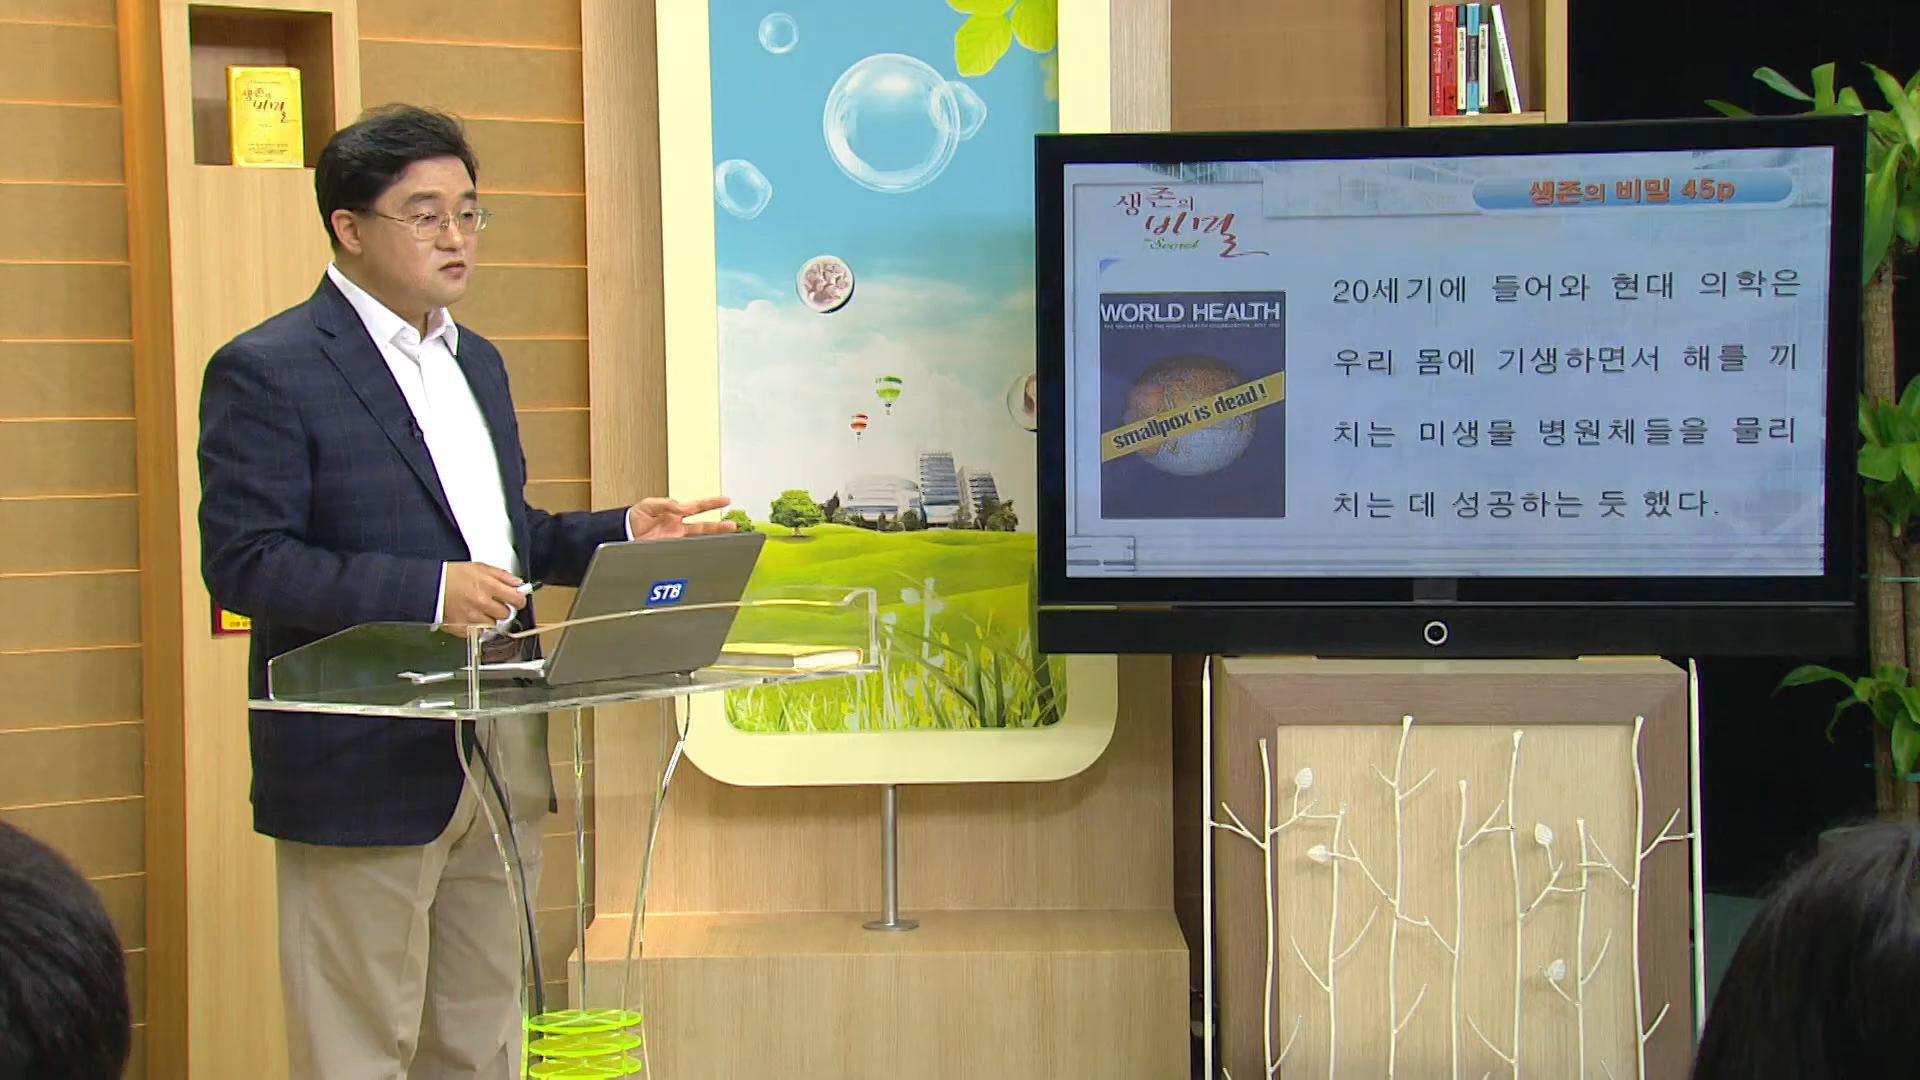 생존의
비밀
생존의 비밀 45p
생존의
비밀
Secret
WORLD HEALTH
smallpox is dead!
20세기에 들어와 현대 의학은
우리 몸에 기생하면서 해를 끼
치는 미생물 병원체들을 물리
치는 데 성공하는 듯 했다.
STB